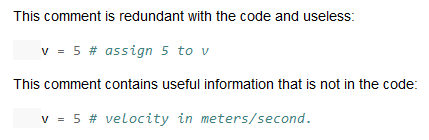 This comment is redundant with the code and useless:
v = 5 # assign 5 to v
This comment contains useful information that is not in the code:
v = 5 # velocity in meters/second.